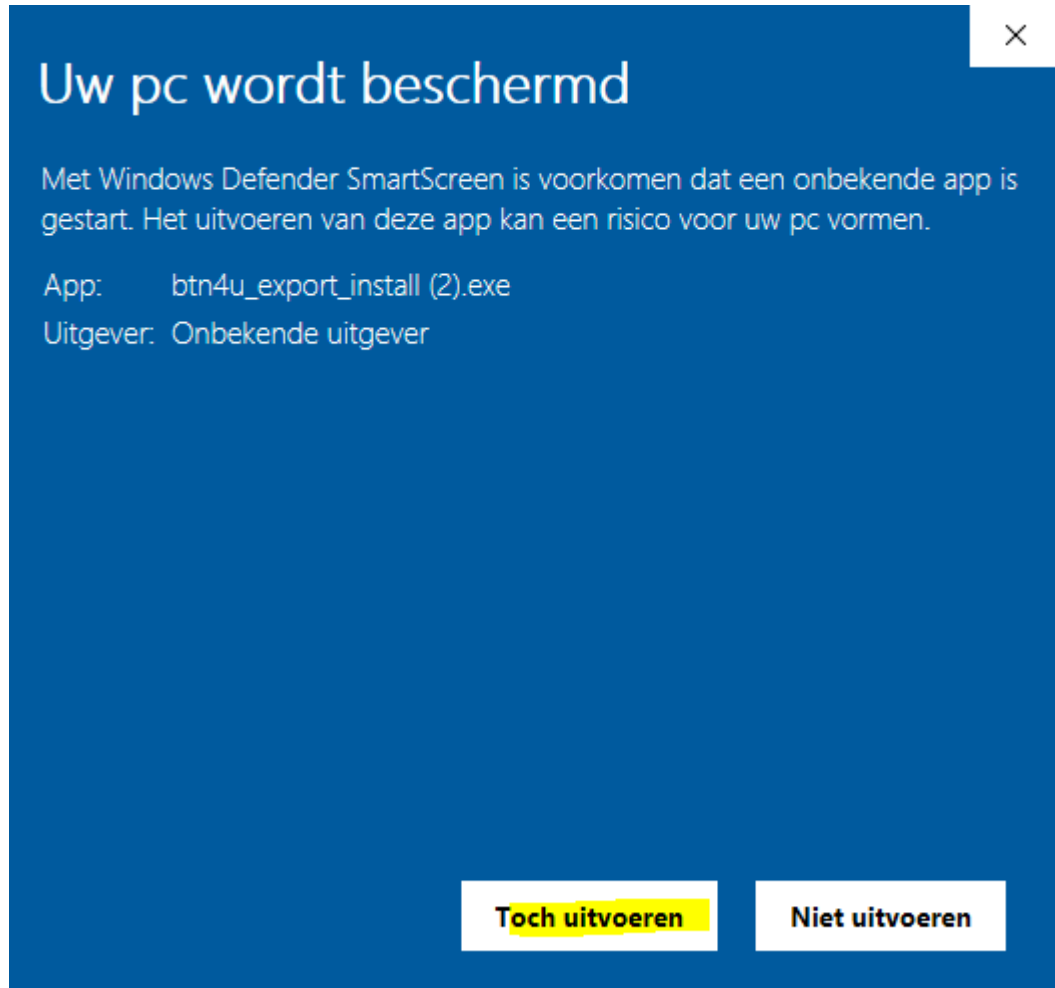 Uw pc wordt beschermd
Met Windows Defender SmartScreen is voorkomen dat een onbekende app is
gestart. Het uitvoeren van deze app kan een risico voor uw pc vormen.
App: btn4u_export_install (2).exe
Uitgever: Onbekende uitgever
Toch uitvoeren Niet uitvoeren